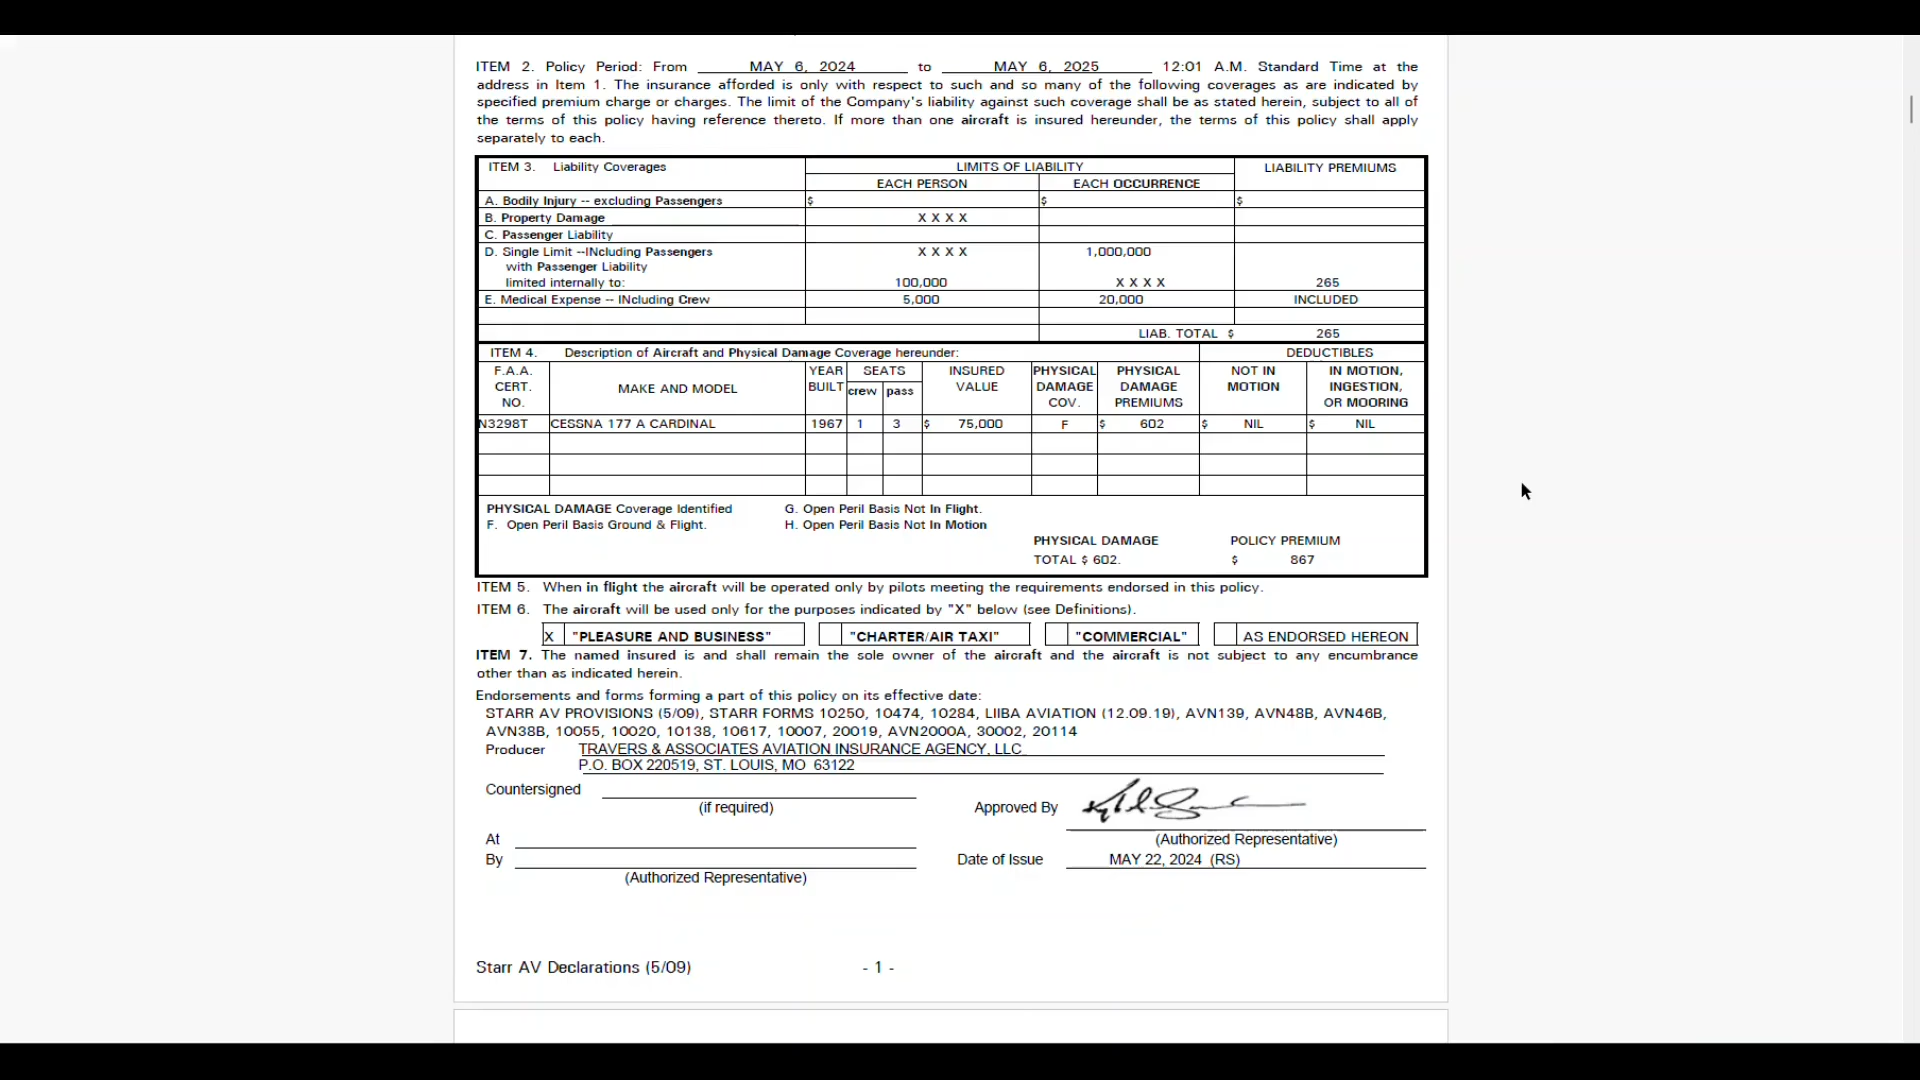 ITEM 2. Policy Period: From MAY 6, 2024 to MAY 6, 2025 12:01 A.M. Standard Time at the
address in Item 1. The insurance afforded is only with respect to such and so many of the following coverages as are indicated by
specified premium charge or charges. The limit of the Company's liability against such coverage shall be as stated herein, subject to all of
the terms of this policy having reference thereto. If more than one aircraft is insured hereunder, the terms of this policy shall apply
separately to each.
ITEM 3. Liability Coverages LIMITS OF LIABILITY LIABILITY PREMIUMS
EACH PERSON EACH OCCURRENCE
A. Bodily Injury -- excluding Passengers $ $ $
B. Property Damage X X X X
C. Passenger Liability
D. Single Limit --INcluding Passengers X X X X 1,000,000
with Passenger Liability
limited internally to: 100,000 X X X X 265
E. Medical Expense -- INcluding Crew 5,000 20,000 INCLUDED
LIAB. TOTAL $ 265
ITEM 4. Description of Aircraft and Physical Damage Coverage hereunder: DEDUCTIBLES
F.A.A. YEAR SEATS INSURED PHYSICAL PHYSICAL NOT IN IN MOTION,
CERT. MAKE AND MODEL BUILT crew pass VALUE DAMAGE DAMAGE MOTION INGESTION,
NO. COV. PREMIUMS OR MOORING
N3298T CESSNA 177 A CARDINAL 1967 1 3 $ 75,000 F $ 602 $ NIL $ NIL
PHYSICAL DAMAGE Coverage Identified G. Open Peril Basis Not In Flight.
F. Open Peril Basis Ground & Flight. H. Open Peril Basis Not In Motion
PHYSICAL DAMAGE POLICY PREMIUM
TOTAL $ 602. $ 867
ITEM 5. When in flight the aircraft will be operated only by pilots meeting the requirements endorsed in this policy.
ITEM 6. The aircraft will be used only for the purposes indicated by "X" below (see Definitions).
X "PLEASURE AND BUSINESS" "CHARTER/AIR TAXI" "COMMERCIAL" AS ENDORSED HEREON
ITEM 7. The named insured is and shall remain the sole owner of the aircraft and the aircraft is not subject to any encumbrance
other than as indicated herein.
Endorsements and forms forming a part of this policy on its effective date:
STARR AV PROVISIONS (5/09), STARR FORMS 10250, 10474, 10284, LIIBA AVIATION (12.09.19), AVN139, AVN48B, AVN46B,
AVN38B, 10055, 10020, 10138, 10617, 10007, 20019, AVN2000A, 30002, 20114
Producer TRAVERS & ASSOCIATES AVIATION INSURANCE AGENCY, LLC
P.O. BOX 220519, ST. LOUIS, MO 63122
Countersigned
(if required) Approved By
At (Authorized Representative)
By Date of Issue MAY 22, 2024 (RS)
(Authorized Representative)
Starr AV Declarations (5/09) - 1 -